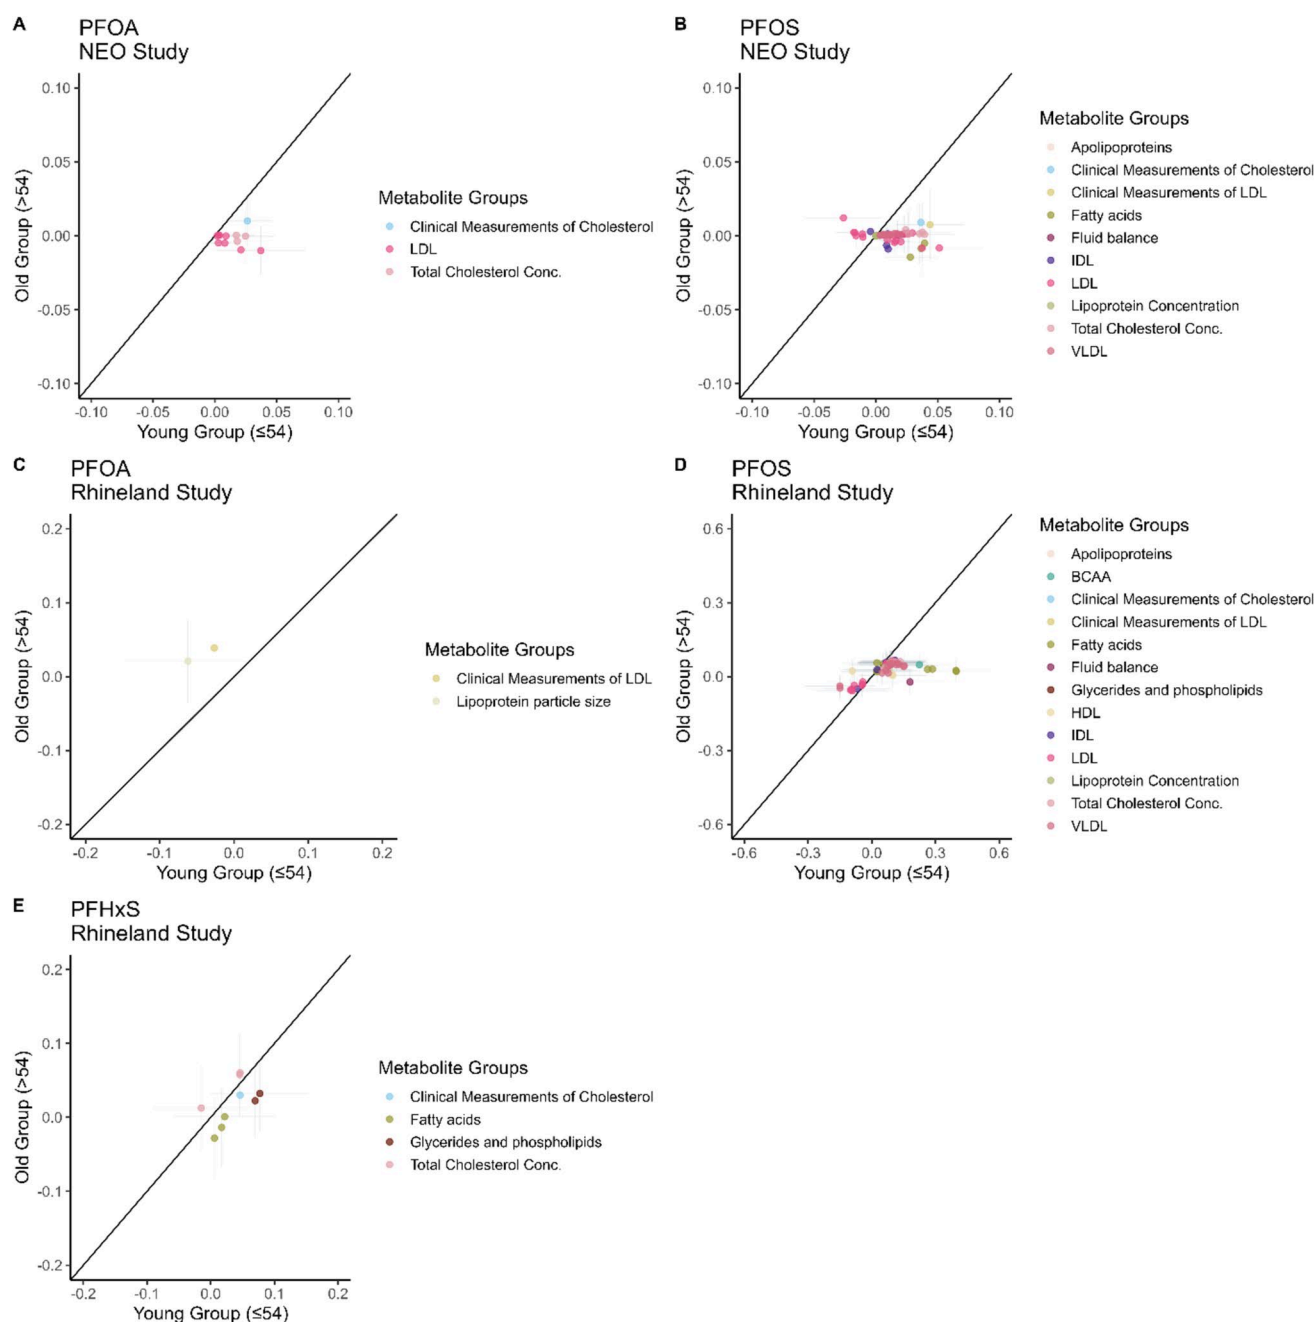 A
PFOA
NEO Study
Old Group (>54)
0.10
0.05
0.00
-0.05
-0.10
-0.10 -0.05 0.00 0.05 0.10
Young Group (≤54)
Metabolite Groups
Clinical Measurements of Cholesterol
LDL
Total Cholesterol Conc.
B
PFOS
NEO Study
Old Group (>54)
0.10
0.05
0.00
-0.05
-0.10
-0.10 -0.05 0.00 0.05 0.10
Young Group (≤54)
Metabolite Groups
Apolipoproteins
Clinical Measurements of Cholesterol
Clinical Measurements of LDL
Fatty acids
Fluid balance
IDL
LDL
Lipoprotein Concentration
Total Cholesterol Conc.
VLDL
C
PFOA
Rhineland Study
Old Group (>54)
0.2
0.1
0.0
-0.1
-0.2
-0.2 -0.1 0.0 0.1 0.2
Young Group (≤54)
Metabolite Groups
Clinical Measurements of LDL
Lipoprotein particle size
D
PFOS
Rhineland Study
Old Group (>54)
0.6
0.3
0.0
-0.3
-0.6
-0.6 -0.3 0.0 0.3 0.6
Young Group (≤54)
Metabolite Groups
Apolipoproteins
BCAA
Clinical Measurements of Cholesterol
Clinical Measurements of LDL
Fatty acids
Fluid balance
Glycerides and phospholipids
HDL
IDL
LDL
Lipoprotein Concentration
Total Cholesterol Conc.
VLDL
E
PFHxS
Rhineland Study
Old Group (>54)
0.2
0.1
0.0
-0.1
-0.2
-0.2 -0.1 0.0 0.1 0.2
Young Group (≤54)
Metabolite Groups
Clinical Measurements of Cholesterol
Fatty acids
Glycerides and phospholipids
Total Cholesterol Conc.